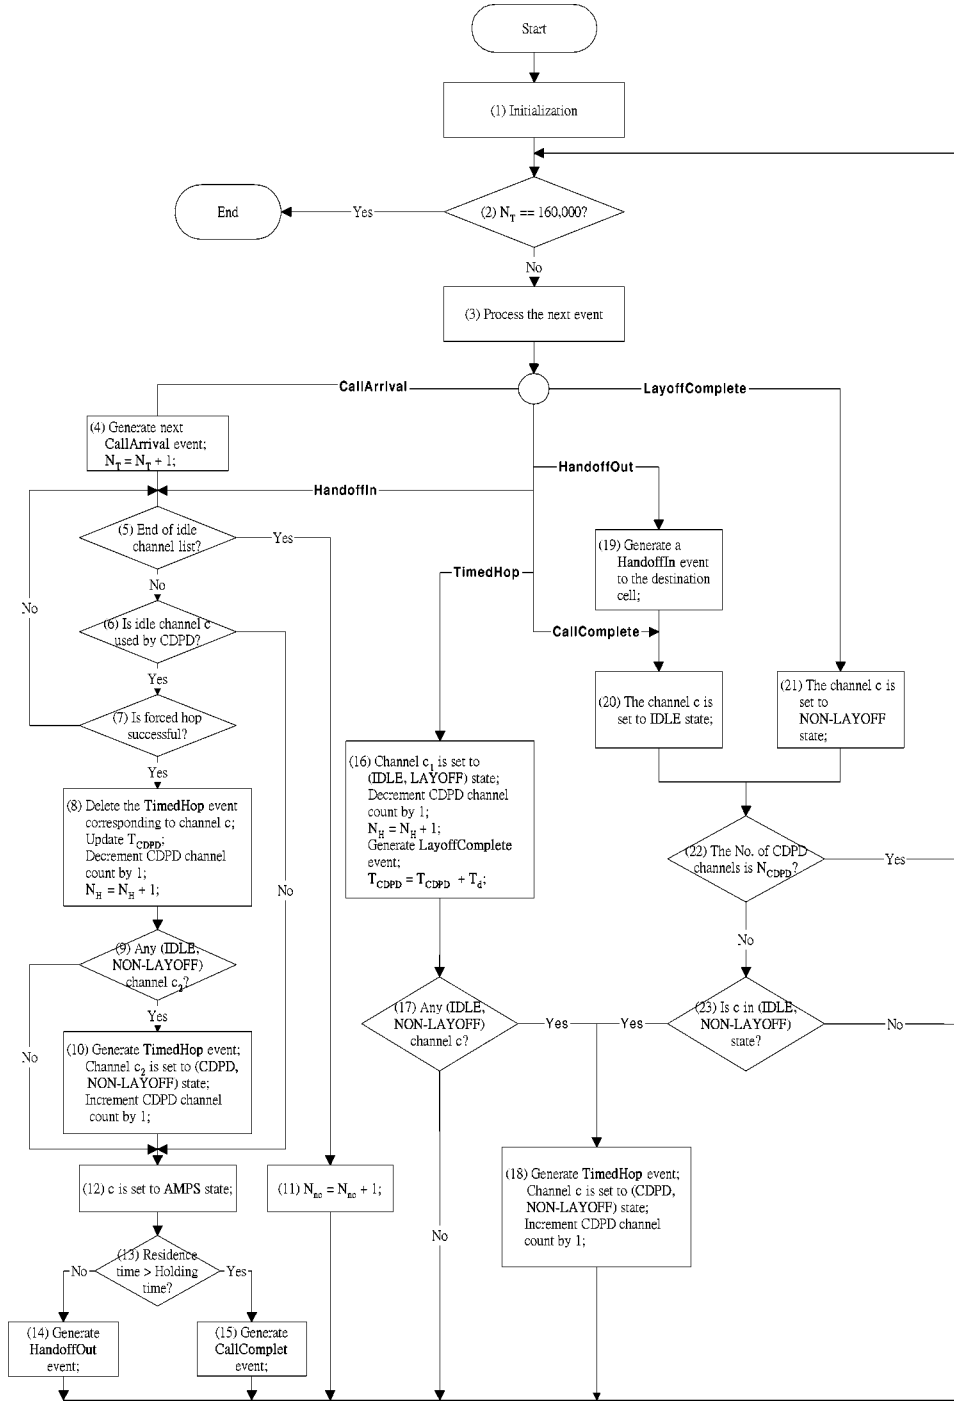 Start
(1) Initialization
(2) N_T == 160,000?
Yes
End
No
(3) Process the next event
CallArrival
LayoffComplete
(4) Generate next
CallArrival event;
N_T = N_T + 1;
HandoffOut
HandoffIn
(5) End of idle
channel list?
Yes
No
(19) Generate a
HandoffIn event
to the destination
cell;
TimedHop
No
(6) Is idle channel c
used by CDPD?
Yes
CallComplete
(7) Is forced hop
successful?
Yes
(20) The channel c is
set to IDLE state;
(21) The channel c is
set to
NON-LAYOFF
state;
(8) Delete the TimedHop event
corresponding to channel c;
Update T_CDPD;
Decrement CDPD channel
count by 1;
N_H = N_H + 1;
No
(16) Channel c_1 is set to
(IDLE, LAYOFF) state;
Decrement CDPD channel
count by 1;
N_H = N_H + 1;
Generate LayoffComplete
event;
T_CDPD = T_CDPD + T_d;
(22) The No. of CDPD
channels is N_CDPD?
Yes
No
(9) Any (IDLE,
NON-LAYOFF)
channel c_2?
Yes
No
(17) Any (IDLE,
NON-LAYOFF)
channel c?
Yes
Yes
(23) Is c in (IDLE,
NON-LAYOFF)
state?
No
(10) Generate TimedHop event;
Channel c_2 is set to (CDPD,
NON-LAYOFF) state;
Increment CDPD channel
count by 1;
(12) c is set to AMPS state;
(11) N_nc = N_nc + 1;
(18) Generate TimedHop event;
Channel c is set to (CDPD,
NON-LAYOFF) state;
Increment CDPD channel
count by 1;
No
(13) Residence
time > Holding
time?
No
Yes
(14) Generate
HandoffOut
event;
(15) Generate
CallComplet
event;